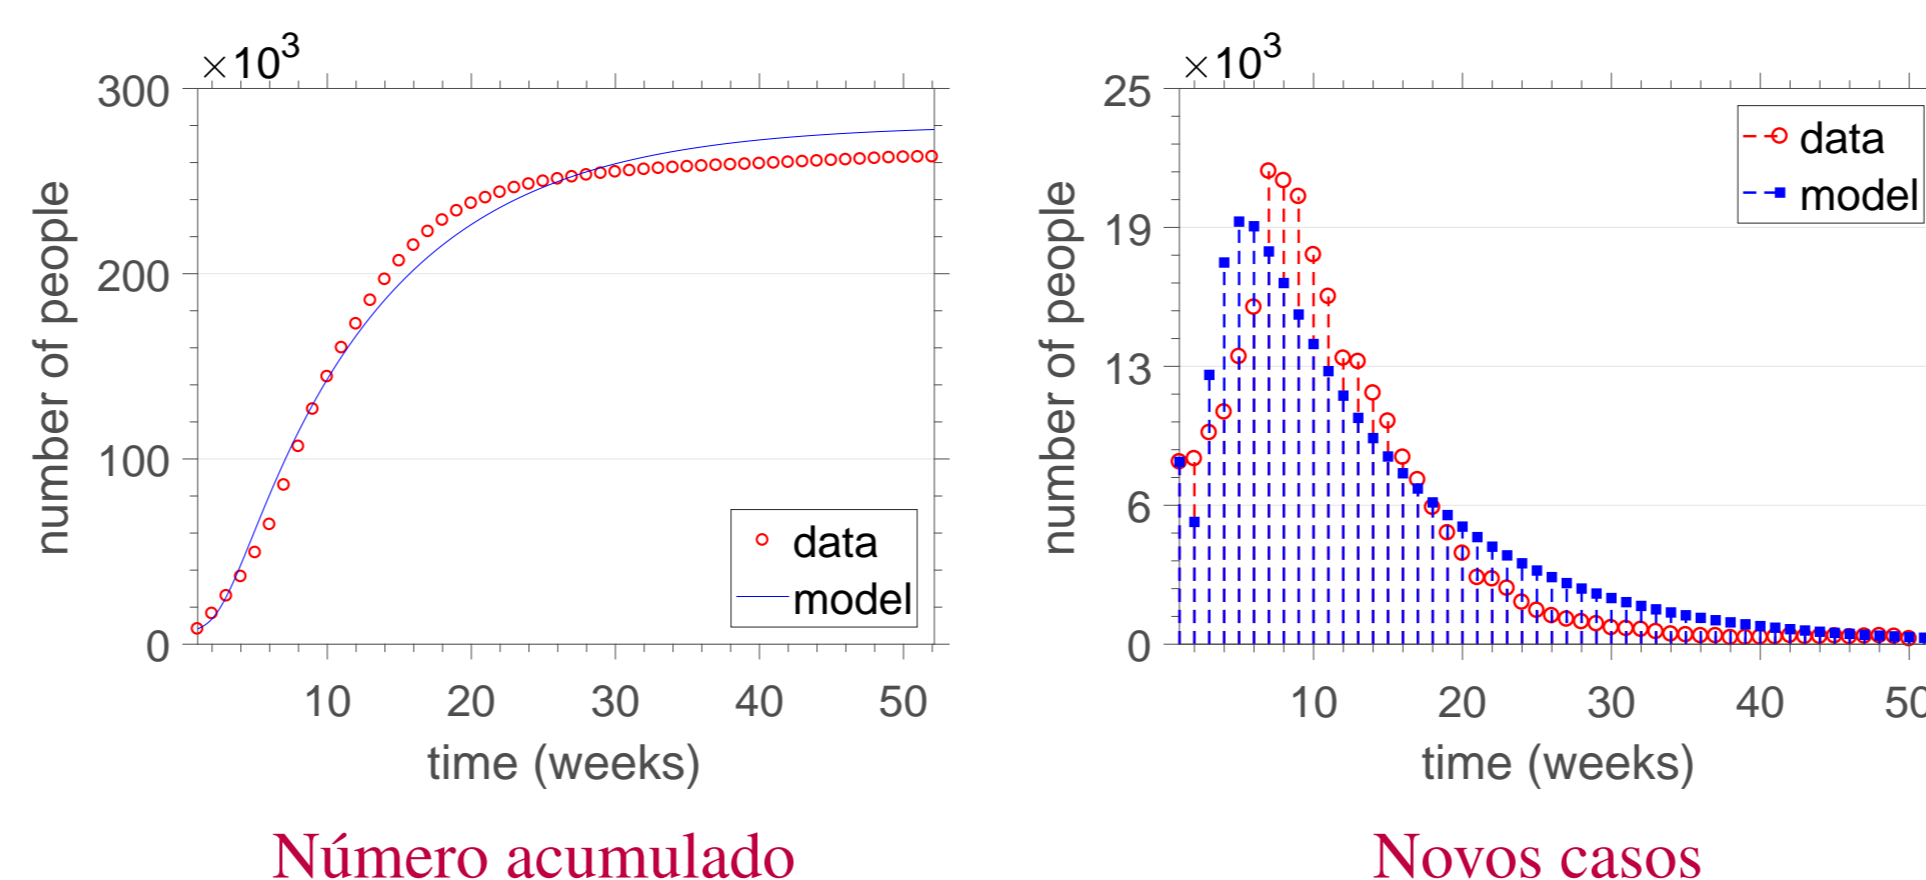 ×10³
300
200
100
0
number of people
10 20 30 40 50
time (weeks)
data
model
Número acumulado
×10³
25
19
13
6
0
number of people
10 20 30 40 50
time (weeks)
data
model
Novos casos